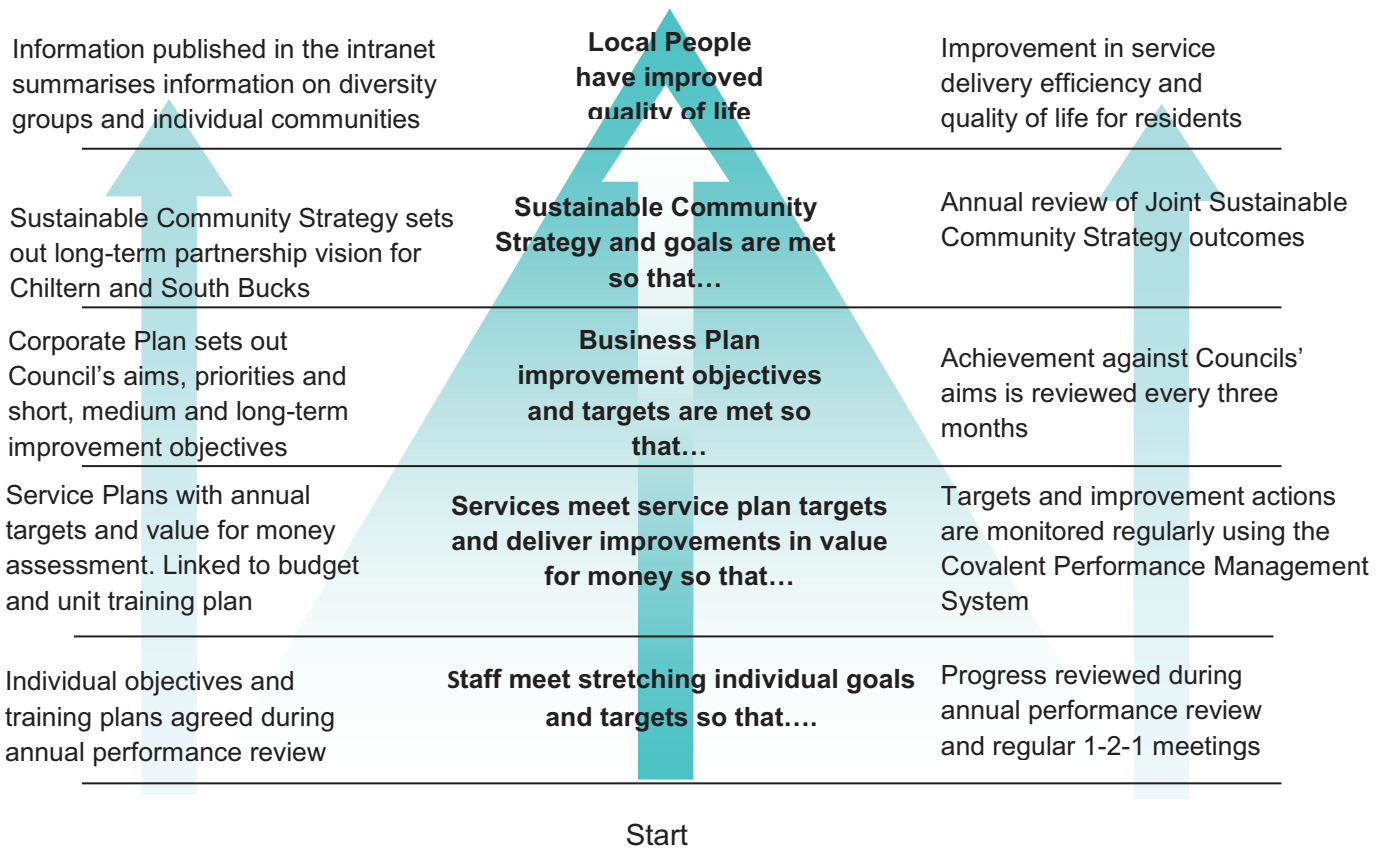 Information published in the intranet
summarises information on diversity
groups and individual communities
Local People
have improved
quality of life
Improvement in service
delivery efficiency and
quality of life for residents
Sustainable Community Strategy sets
out long-term partnership vision for
Chiltern and South Bucks
Sustainable Community
Strategy and goals are met
so that…
Annual review of Joint Sustainable
Community Strategy outcomes
Corporate Plan sets out
Council’s aims, priorities and
short, medium and long-term
improvement objectives
Business Plan
improvement objectives
and targets are met so
that…
Achievement against Councils’
aims is reviewed every three
months
Service Plans with annual
targets and value for money
assessment. Linked to budget
and unit training plan
Services meet service plan targets
and deliver improvements in value
for money so that…
Targets and improvement actions
are monitored regularly using the
Covalent Performance Management
System
Individual objectives and
training plans agreed during
annual performance review
Staff meet stretching individual goals
and targets so that….
Progress reviewed during
annual performance review
and regular 1-2-1 meetings
Start